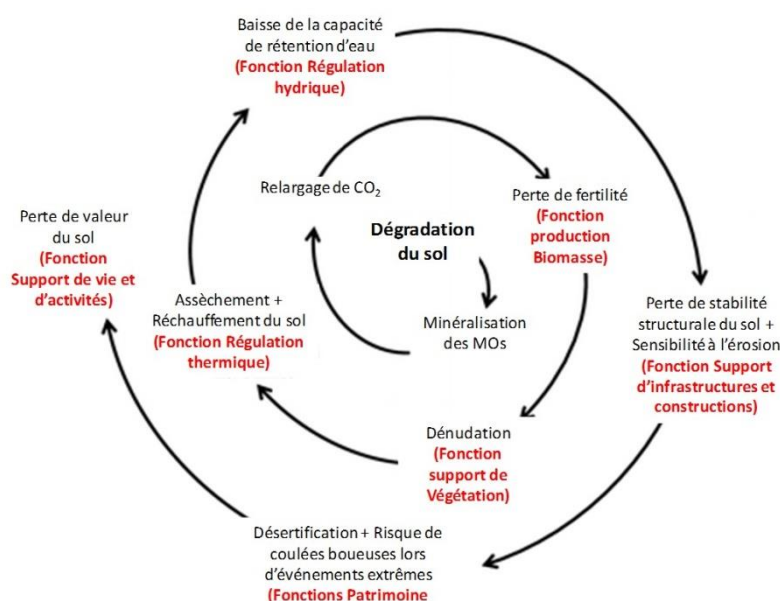 Baisse de la capacité
de rétention d'eau
(Fonction Régulation
hydrique)
Relargage de CO₂
Perte de fertilité
(Fonction
production
Biomasse)
Dégradation
du sol
Perte de valeur
du sol
(Fonction
Support de vie et
d'activités)
Assèchement +
Réchauffement du sol
(Fonction Régulation
thermique)
Minéralisation
des MOs
Perte de stabilité
structurale du sol +
Sensibilité à l'érosion
(Fonction Support
d'infrastructures et
constructions)
Dénudation
(Fonction
support de
Végétation)
Désertification + Risque de
coulées boueuses lors
d'événements extrêmes
(Fonctions Patrimoine